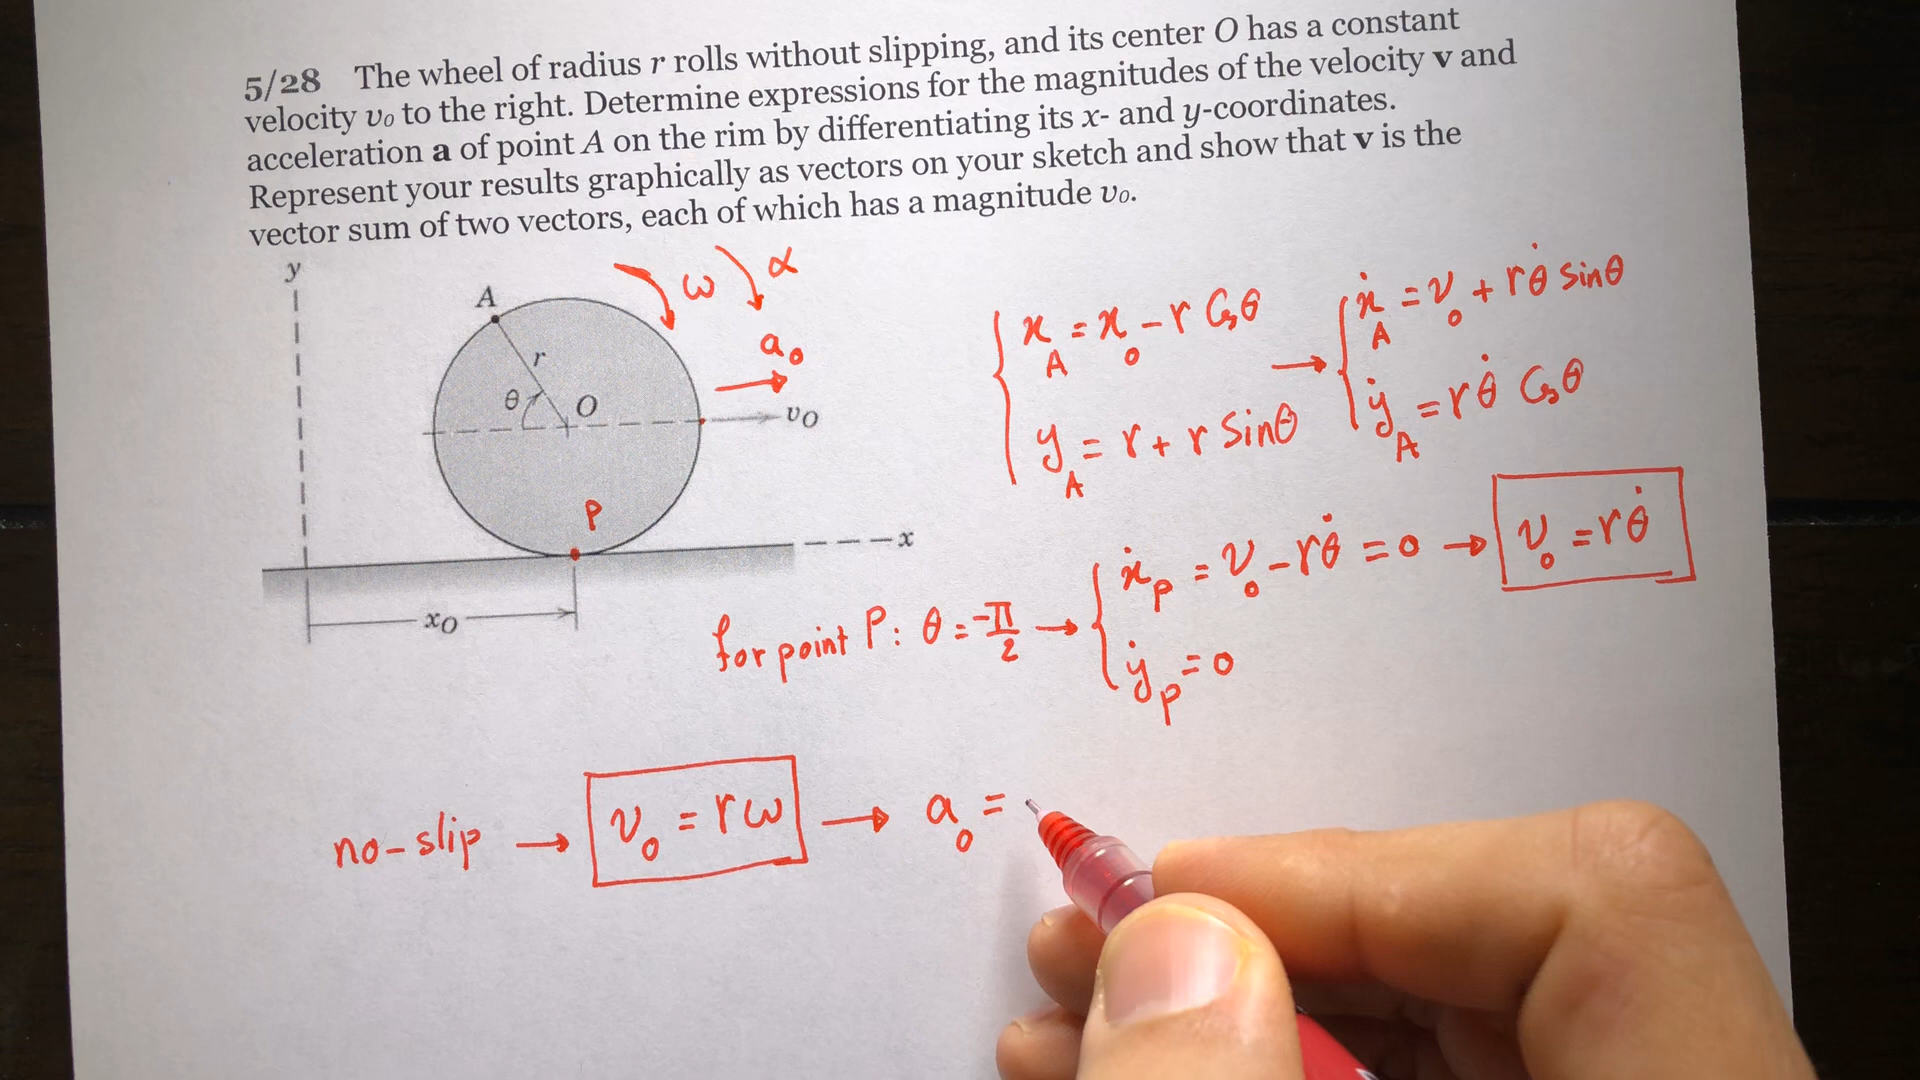 5/28 The wheel of radius r rolls without slipping, and its center O has a constant
velocity vO to the right. Determine expressions for the magnitudes of the velocity v and
acceleration a of point A on the rim by differentiating its x- and y-coordinates.
Represent your results graphically as vectors on your sketch and show that v is the
vector sum of two vectors, each of which has a magnitude vO.
y
A
r
θ
O
ω
α
a₀
vO
P
x
xO
x_A = x₀ - r Cosθ → ẋ_A = v₀ + rθ̇ sinθ
y_A = r + r Sinθ
ẏ_A = rθ̇ Cosθ
for point P: θ = -π/2 → ẋ_P = v₀ - rθ̇ = 0 → v₀ = rθ̇
ẏ_P = 0
no-slip → v₀ = rω → a₀ =